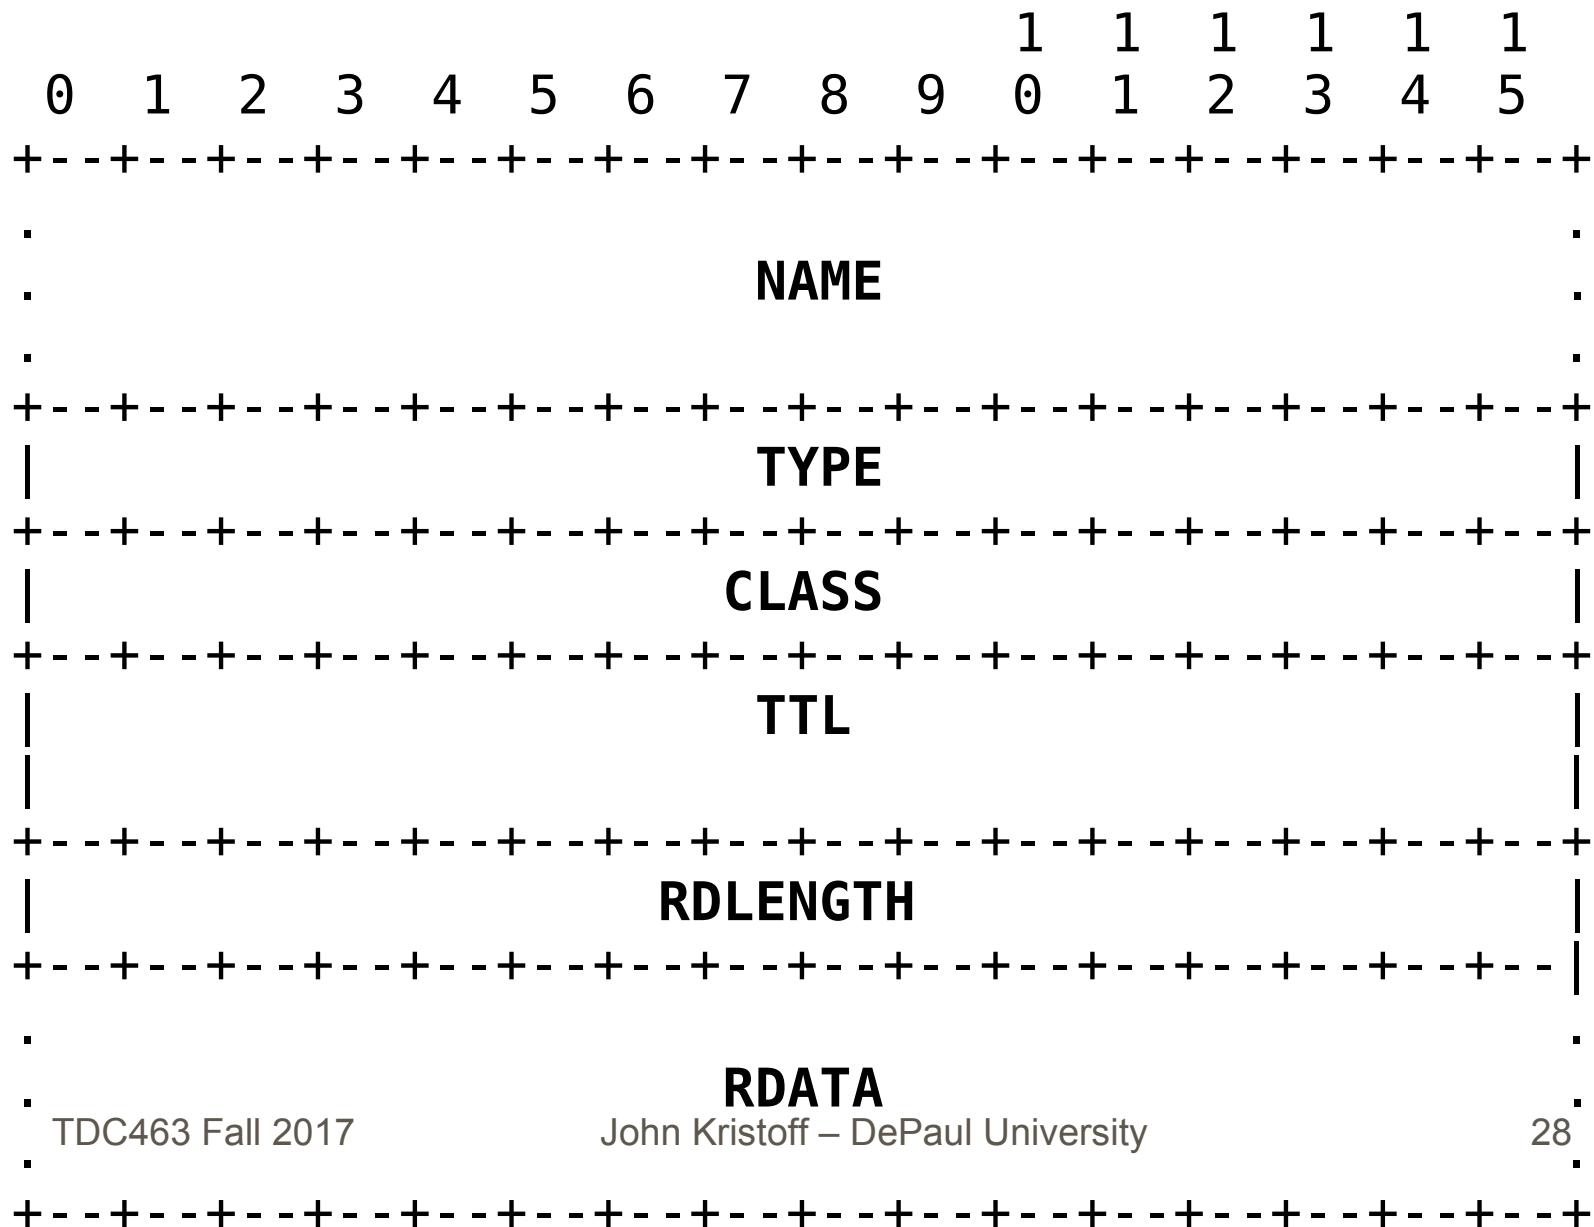 1  1  1  1  1  1
  0  1  2  3  4  5  6  7  8  9  0  1  2  3  4  5
+--+--+--+--+--+--+--+--+--+--+--+--+--+--+--+--+
.                                               .
.                      NAME                     .
.                                               .
+--+--+--+--+--+--+--+--+--+--+--+--+--+--+--+--+
|                      TYPE                     |
+--+--+--+--+--+--+--+--+--+--+--+--+--+--+--+--+
|                     CLASS                     |
+--+--+--+--+--+--+--+--+--+--+--+--+--+--+--+--+
|                      TTL                      |
|                                               |
+--+--+--+--+--+--+--+--+--+--+--+--+--+--+--+--+
|                   RDLENGTH                    |
+--+--+--+--+--+--+--+--+--+--+--+--+--+--+--+--|
.                                               .
.                     RDATA                     .
TDC463 Fall 2017 John Kristoff – DePaul University 28
.                                               .
+--+--+--+--+--+--+--+--+--+--+--+--+--+--+--+--+